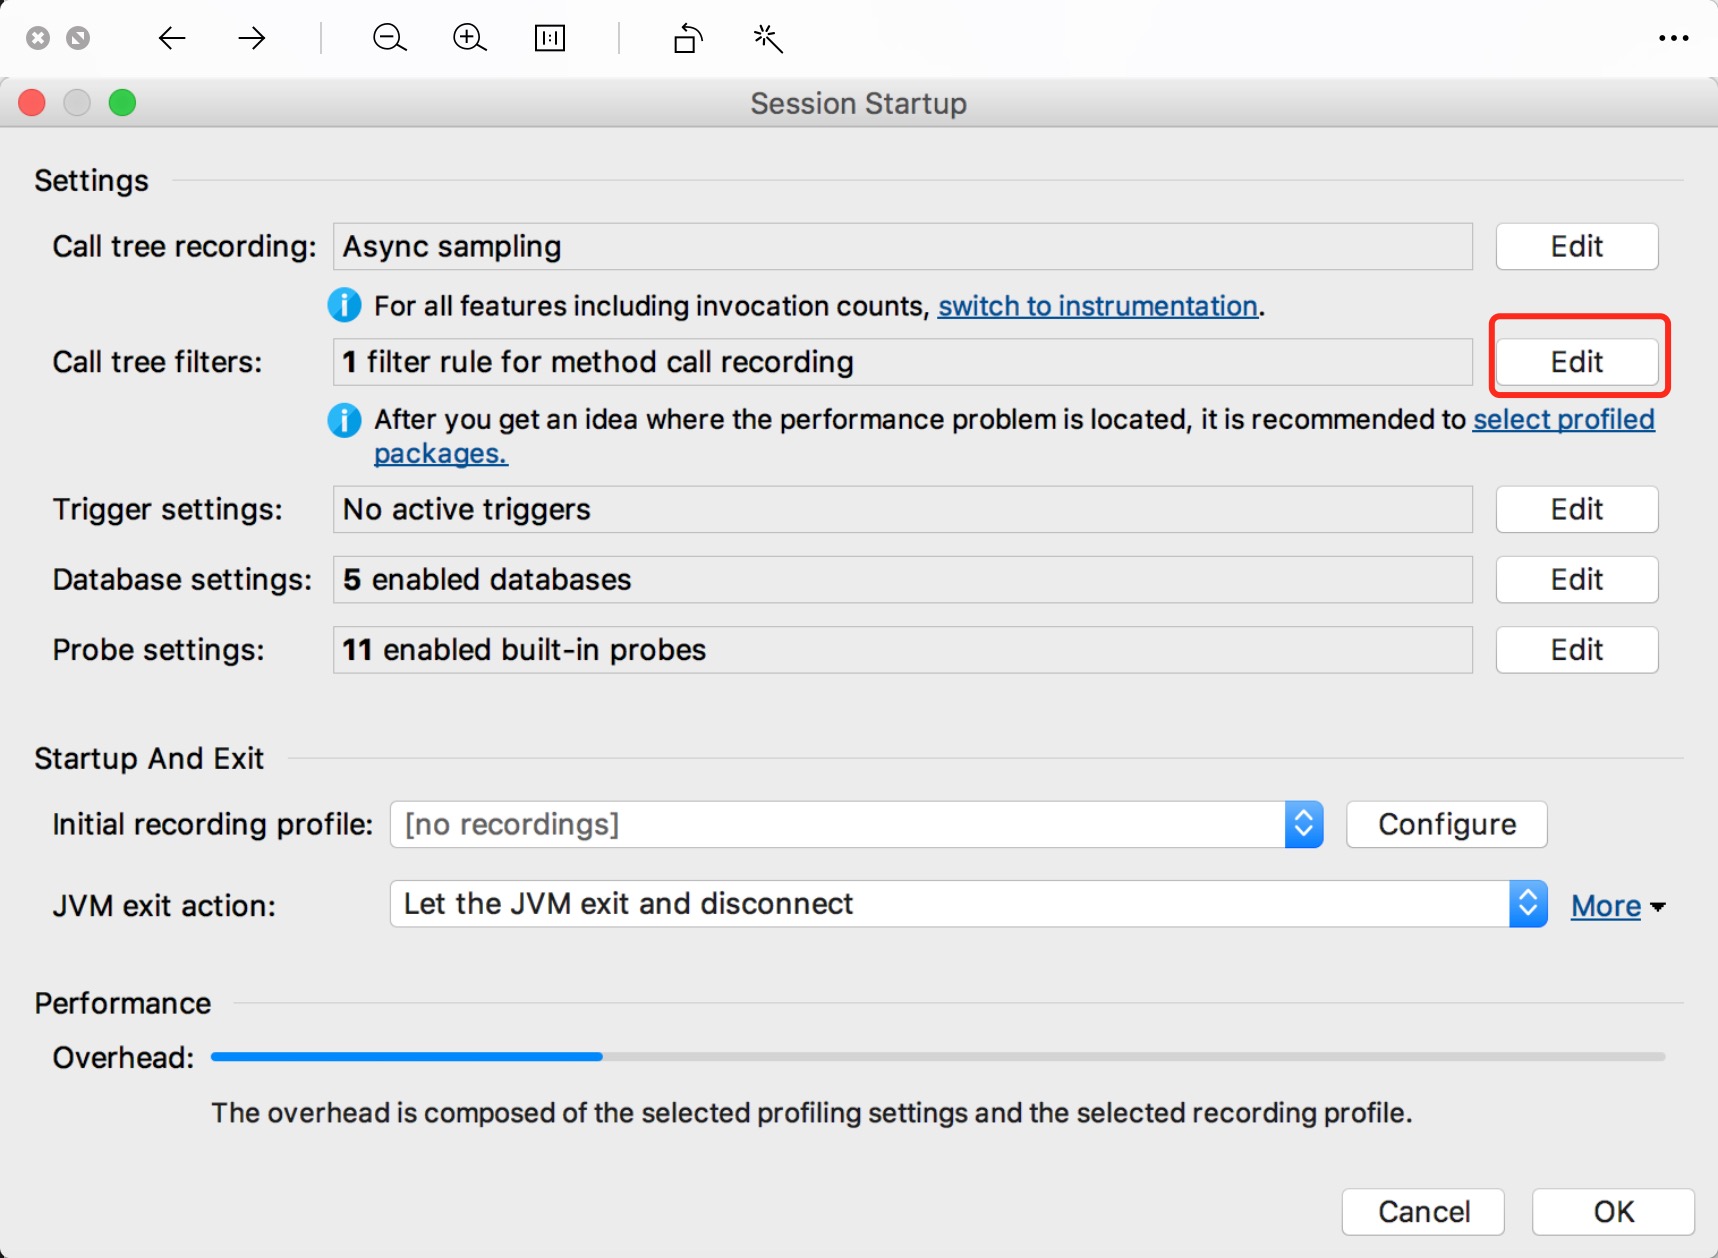 Session Startup
Settings
Call tree recording: Async sampling Edit
For all features including invocation counts, switch to instrumentation.
Call tree filters: 1 filter rule for method call recording Edit
After you get an idea where the performance problem is located, it is recommended to select profiled
packages.
Trigger settings: No active triggers Edit
Database settings: 5 enabled databases Edit
Probe settings: 11 enabled built-in probes Edit
Startup And Exit
Initial recording profile: [no recordings] Configure
JVM exit action: Let the JVM exit and disconnect More
Performance
Overhead:
The overhead is composed of the selected profiling settings and the selected recording profile.
Cancel OK